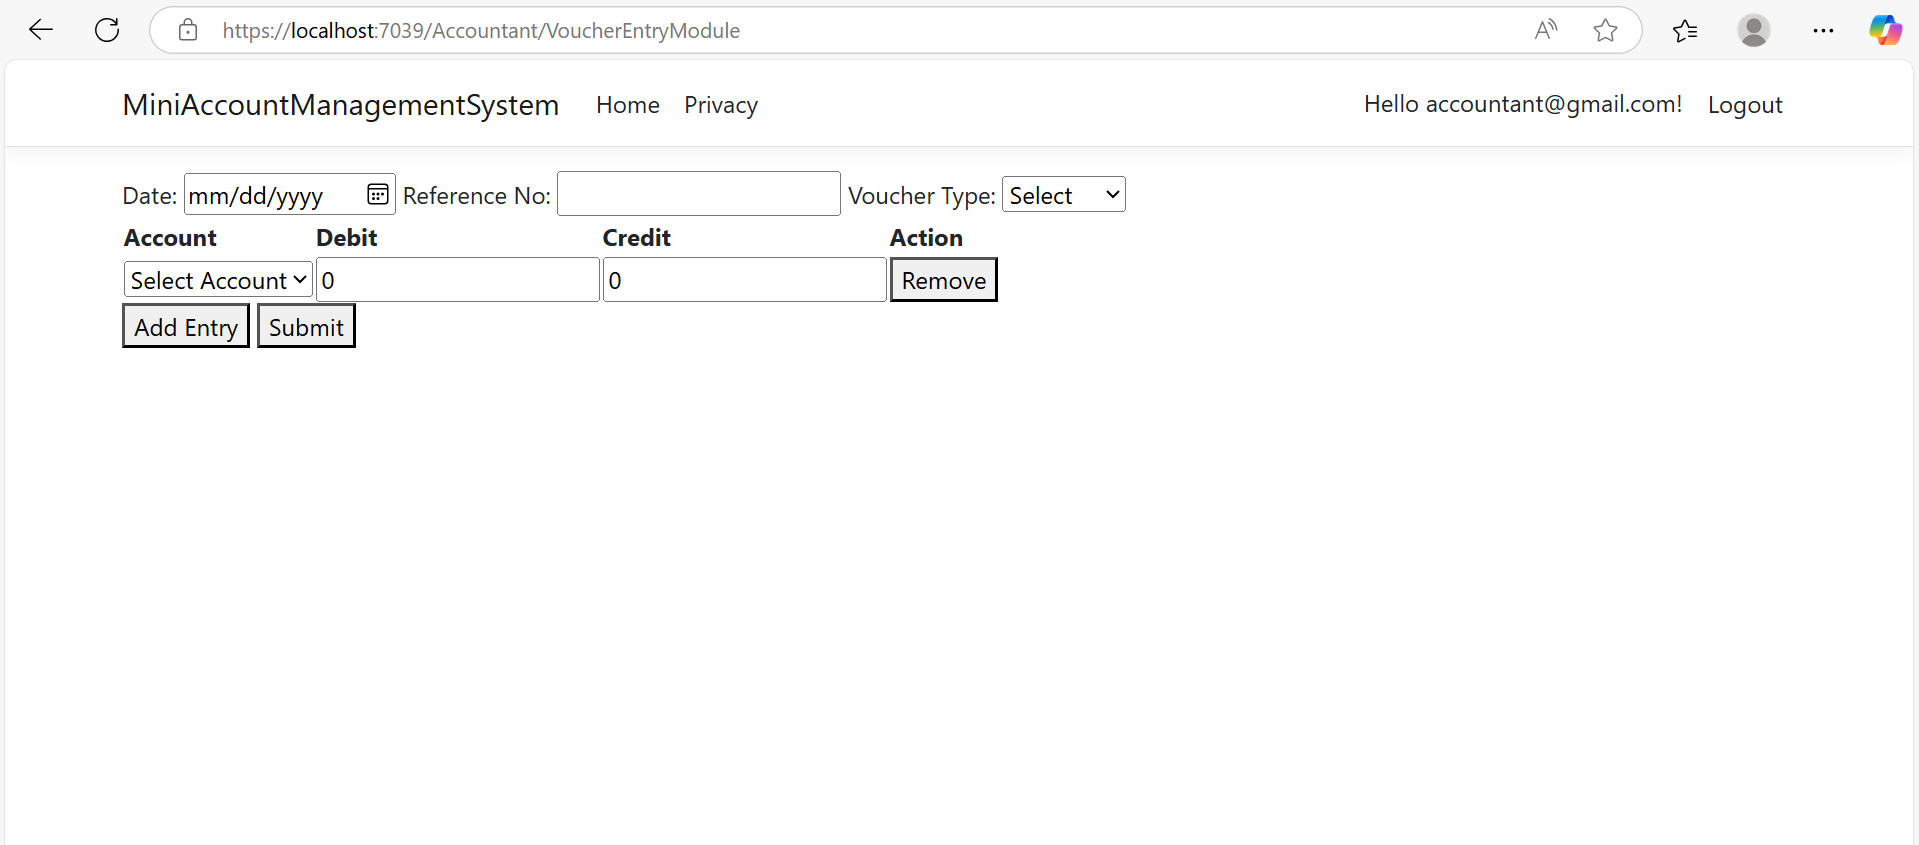 https://localhost:7039/Accountant/VoucherEntryModule
MiniAccountManagementSystem Home Privacy Hello accountant@gmail.com! Logout
Date: mm/dd/yyyy Reference No: Voucher Type: Select
Account Debit Credit Action
Select Account 0 0 Remove
Add Entry Submit